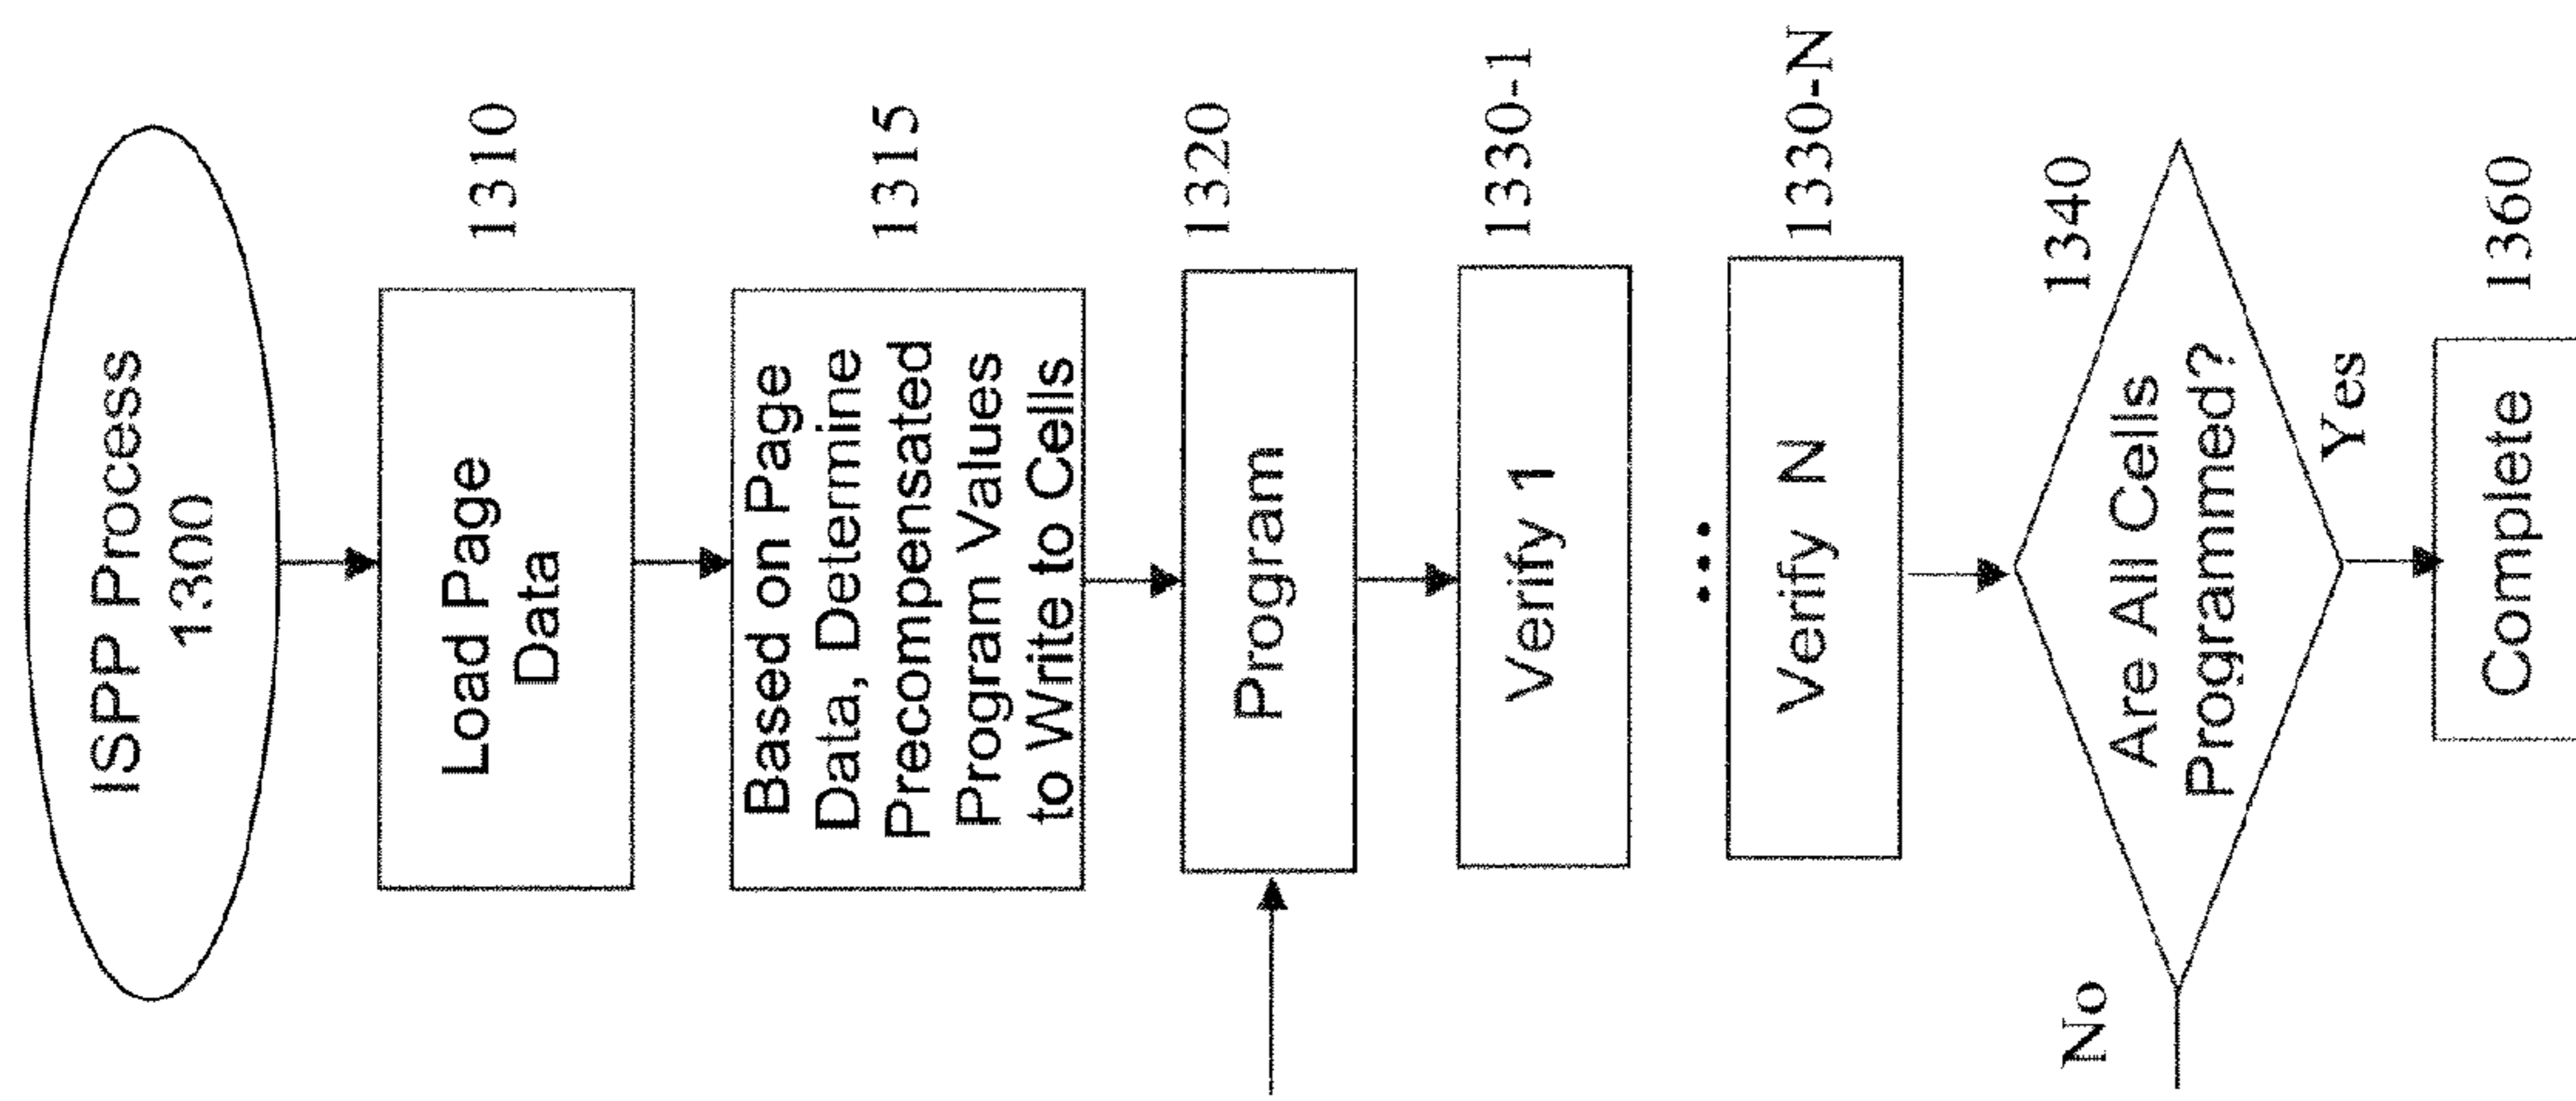 ISPP Process
1300
Load Page
Data
1310
Based on Page
Data, Determine
Precompensated
Program Values
to Write to Cells
1315
Program
1320
Verify 1
1330-1
...
Verify N
1330-N
Are All Cells
Programmed?
1340
No
Yes
Complete
1360